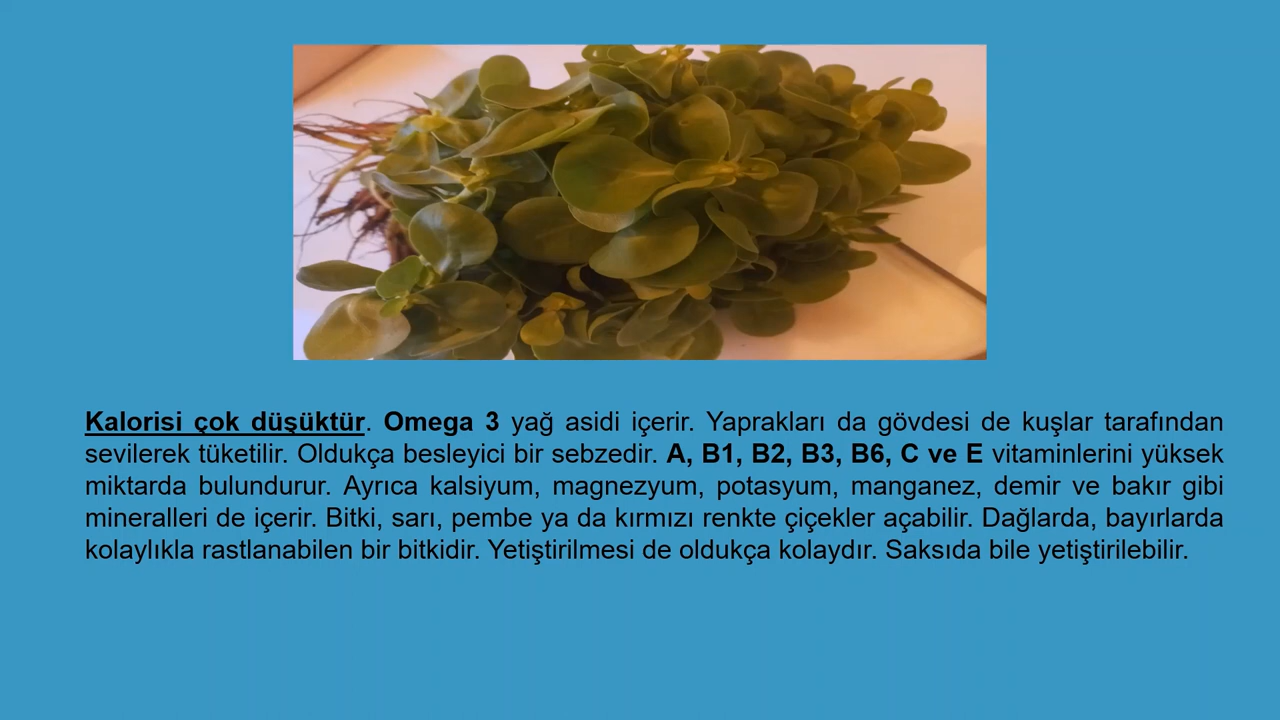 Kalorisi çok düşüktür. Omega 3 yağ asidi içerir. Yaprakları da gövdesi de kuşlar tarafından
sevilerek tüketilir. Oldukça besleyici bir sebzedir. A, B1, B2, B3, B6, C ve E vitaminlerini yüksek
miktarda bulundurur. Ayrıca kalsiyum, magnezyum, potasyum, manganez, demir ve bakır gibi
mineralleri de içerir. Bitki, sarı, pembe ya da kırmızı renkte çiçekler açabilir. Dağlarda, bayırlarda
kolaylıkla rastlanabilen bir bitkidir. Yetiştirilmesi de oldukça kolaydır. Saksıda bile yetiştirilebilir.